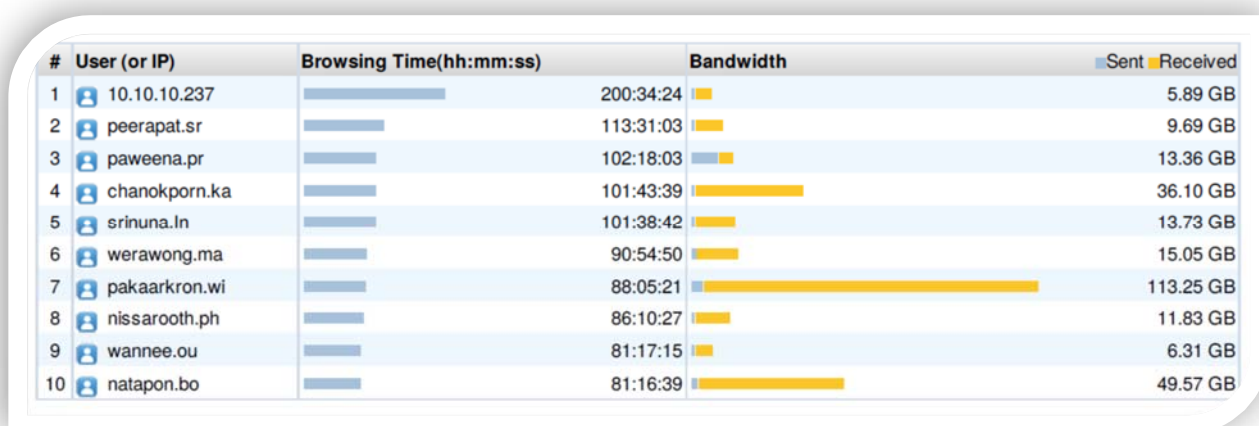 # User (or IP) Browsing Time(hh:mm:ss) Bandwidth Sent Received
1 10.10.10.237 200:34:24 5.89 GB
2 peerapat.sr 113:31:03 9.69 GB
3 paweena.pr 102:18:03 13.36 GB
4 chanokporn.ka 101:43:39 36.10 GB
5 srinuna.ln 101:38:42 13.73 GB
6 werawong.ma 90:54:50 15.05 GB
7 pakaarkron.wi 88:05:21 113.25 GB
8 nissarooth.ph 86:10:27 11.83 GB
9 wannee.ou 81:17:15 6.31 GB
10 natapon.bo 81:16:39 49.57 GB